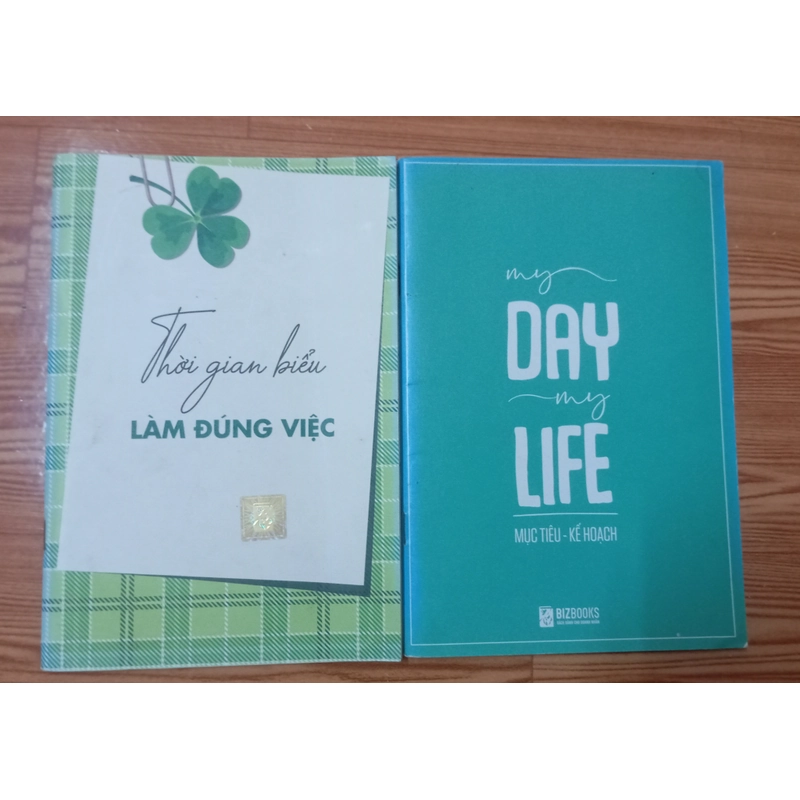 Thời gian biểu
LÀM ĐÚNG VIỆC
my
DAY
my
LIFE
MỤC TIÊU - KẾ HOẠCH
BIZBOOKS